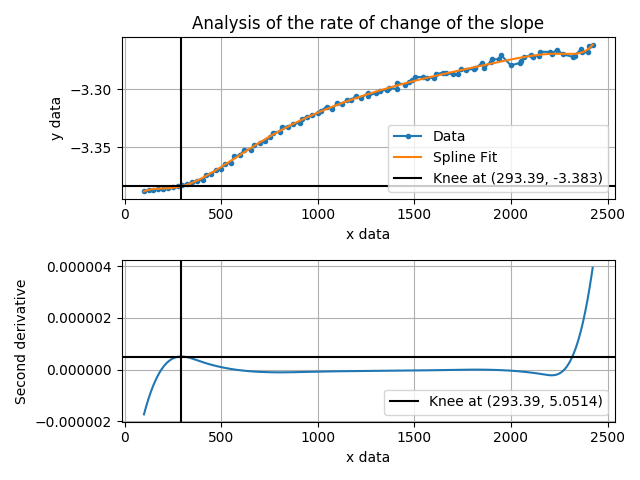 Analysis of the rate of change of the slope
−3.30
−3.35
y data
Data
Spline Fit
Knee at (293.39, -3.383)
0 500 1000 1500 2000 2500
x data
0.000004
0.000002
0.000000
−0.000002
Second derivative
Knee at (293.39, 5.0514)
0 500 1000 1500 2000 2500
x data